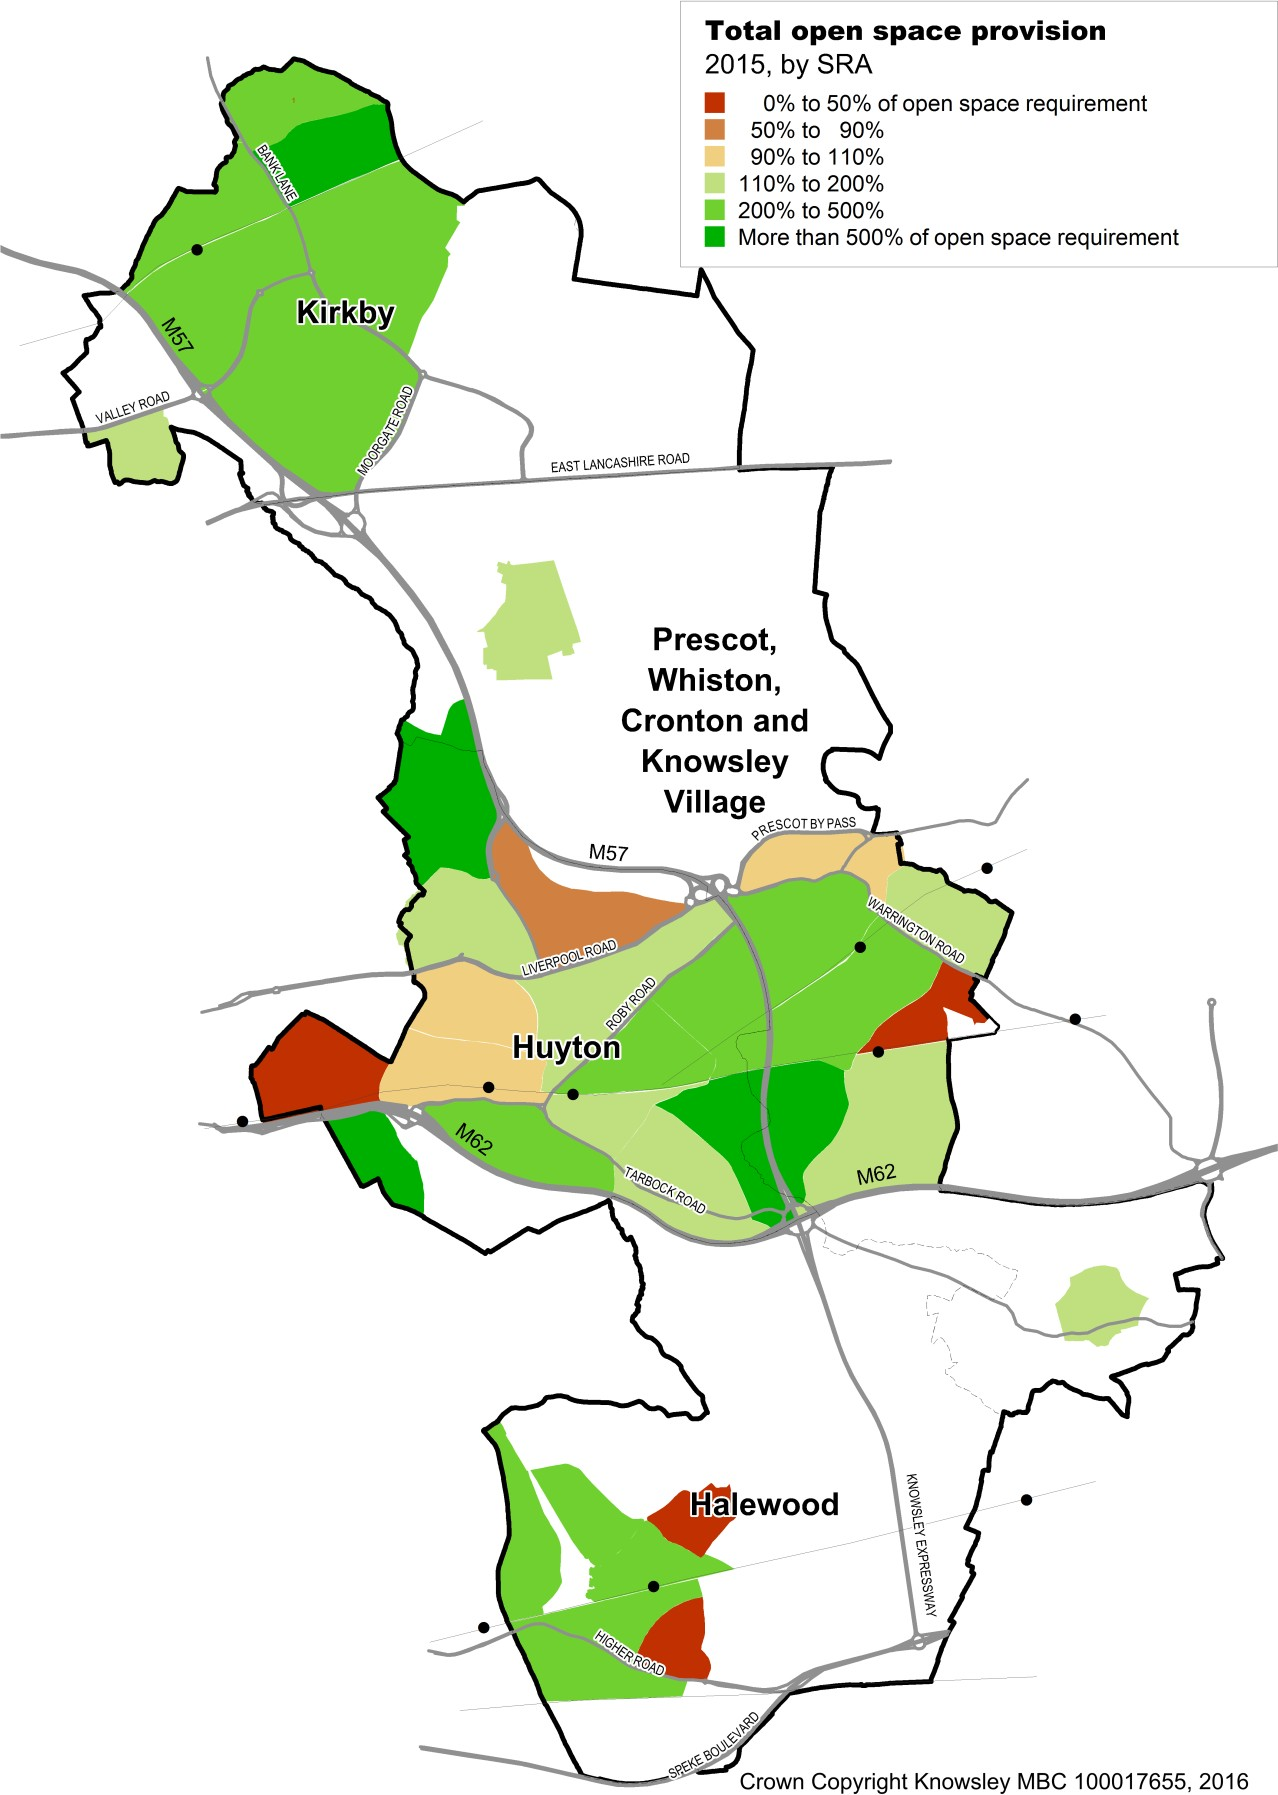 Total open space provision
2015, by SRA
0% to 50% of open space requirement
50% to 90%
90% to 110%
110% to 200%
200% to 500%
More than 500% of open space requirement
BANK LANE
Kirkby
M57
VALLEY ROAD
MOORGATE ROAD
EAST LANCASHIRE ROAD
Prescot,
Whiston,
Cronton and
Knowsley
Village
PRESCOT BY PASS
M57
WARRINGTON ROAD
LIVERPOOL ROAD
ROBY ROAD
Huyton
M62
TARBOCK ROAD
M62
Halewood
KNOWSLEY EXPRESSWAY
HIGHER ROAD
SPEKE BOULEVARD
Crown Copyright Knowsley MBC 100017655, 2016